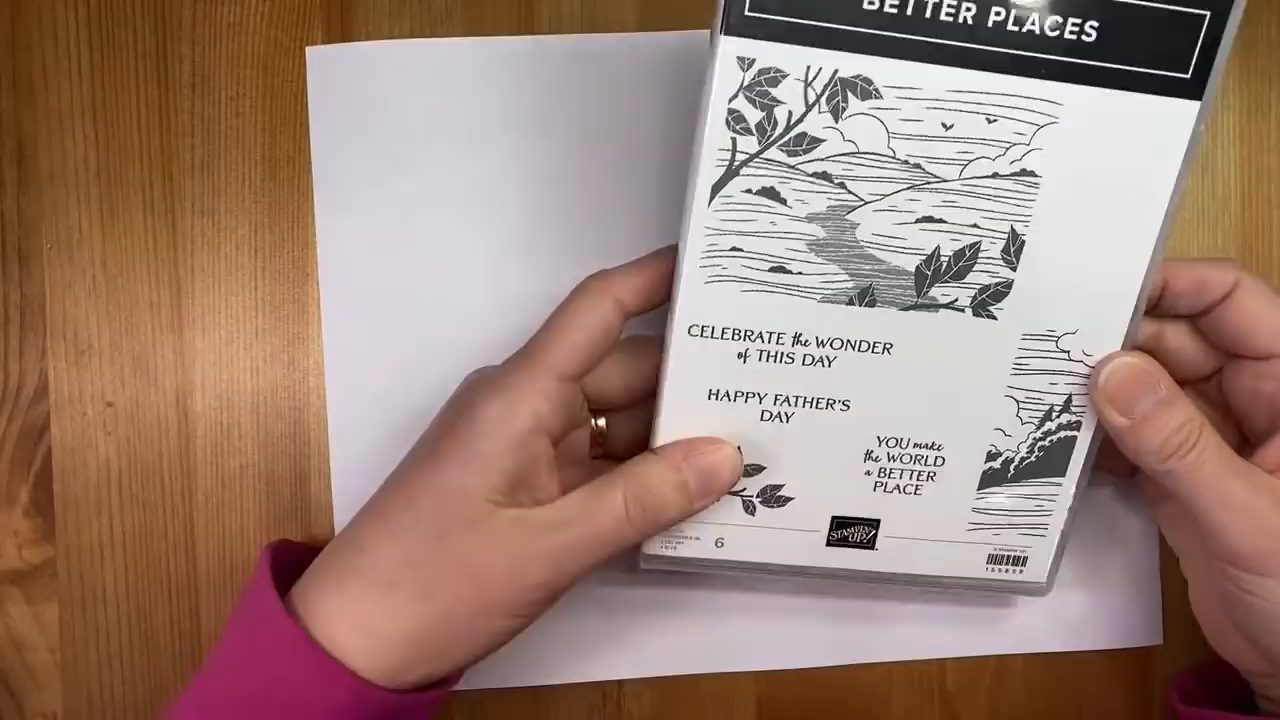 BETTER PLACES
CELEBRATE the WONDER
of THIS DAY
HAPPY FATHER'S
DAY
YOU make
the WORLD
a BETTER
PLACE
6
STAMPIN' UP!
155858